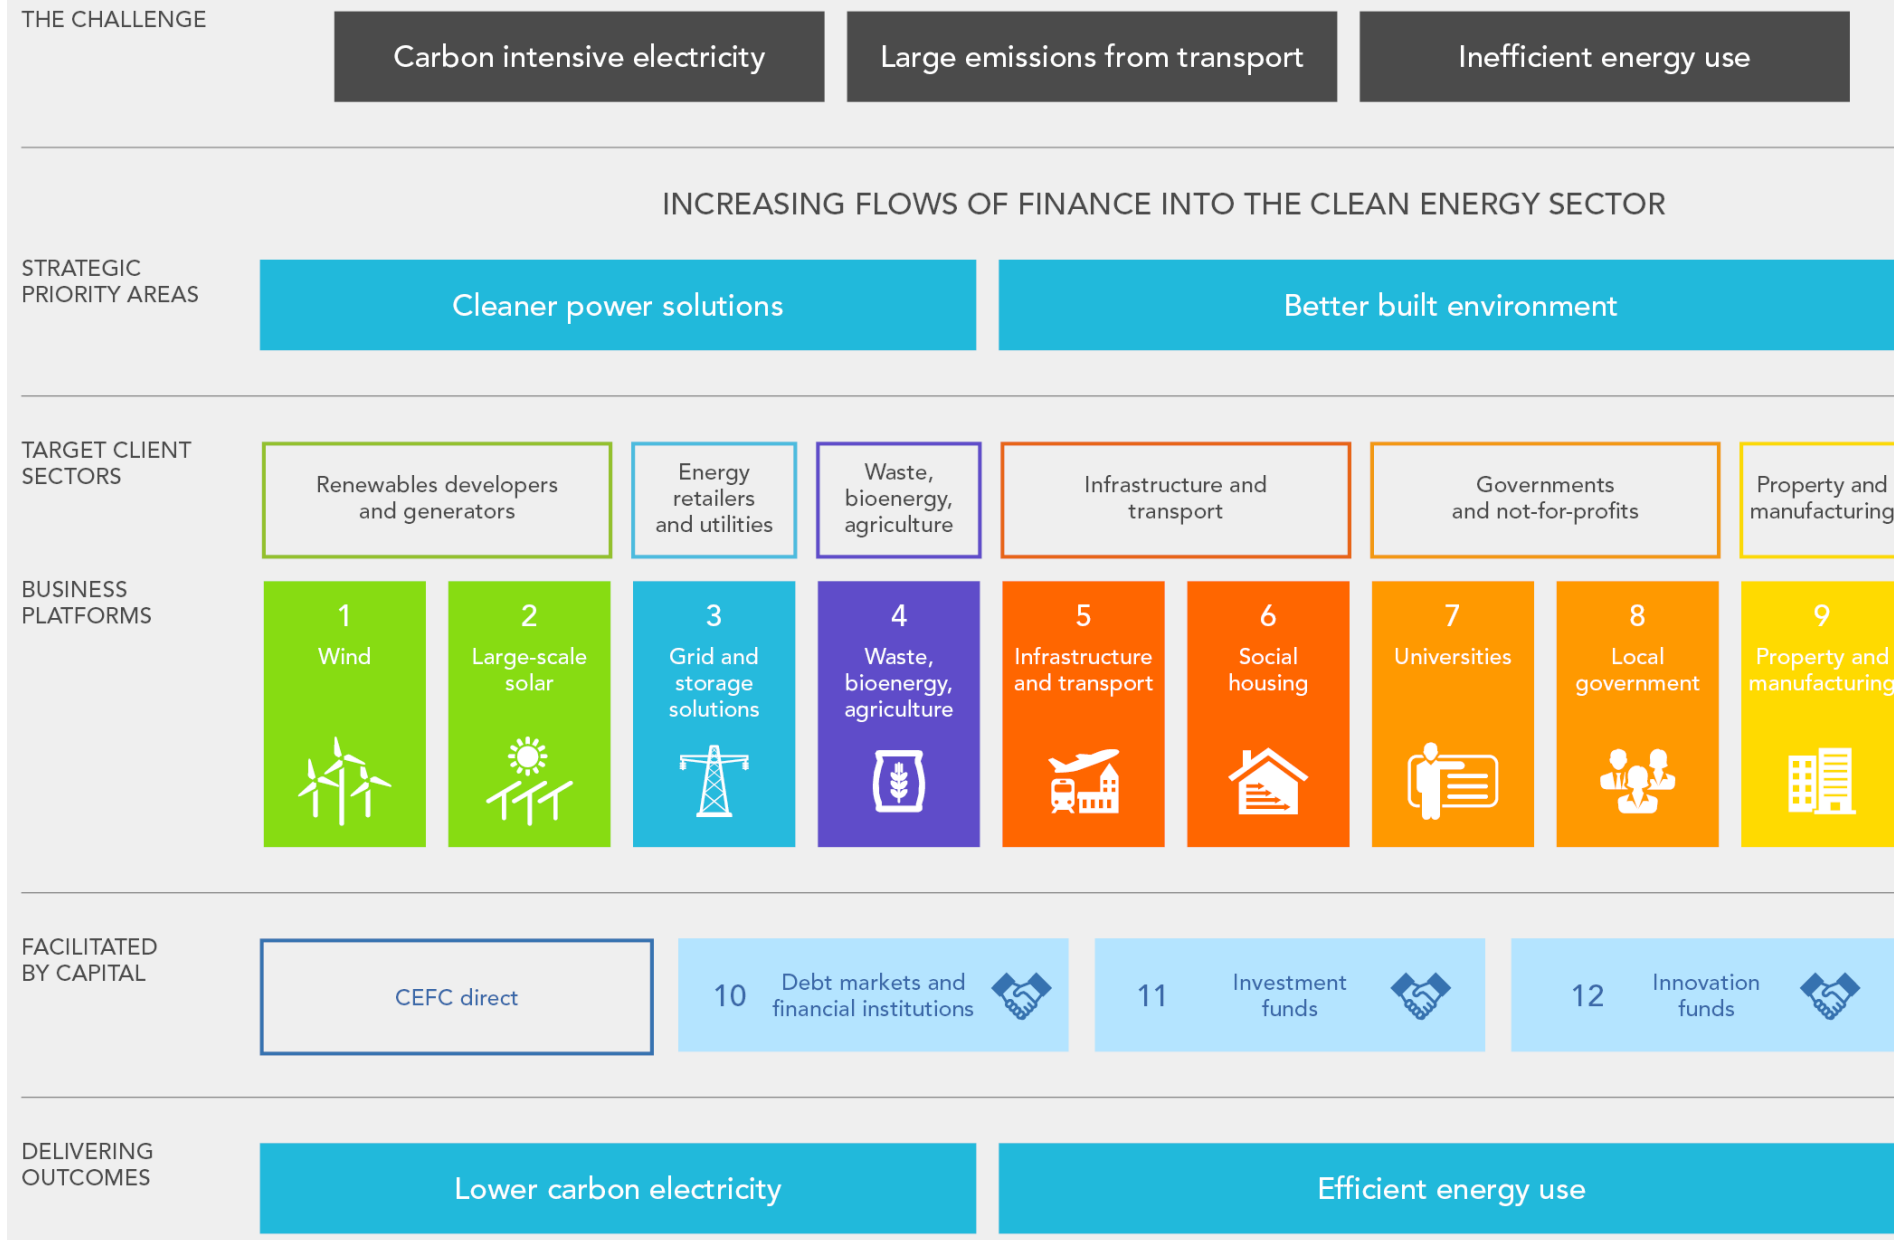 THE CHALLENGE
Carbon intensive electricity
Large emissions from transport
Inefficient energy use
INCREASING FLOWS OF FINANCE INTO THE CLEAN ENERGY SECTOR
STRATEGIC
PRIORITY AREAS
Cleaner power solutions
Better built environment
TARGET CLIENT
SECTORS
Renewables developers
and generators
Energy
retailers
and utilities
Waste,
bioenergy,
agriculture
Infrastructure and
transport
Governments
and not-for-profits
Property and
manufacturing
BUSINESS
PLATFORMS
1
Wind
2
Large-scale
solar
3
Grid and
storage
solutions
4
Waste,
bioenergy,
agriculture
5
Infrastructure
and transport
6
Social
housing
7
Universities
8
Local
government
9
Property and
manufacturing
FACILITATED
BY CAPITAL
CEFC direct
10
Debt markets and
financial institutions
11
Investment
funds
12
Innovation
funds
DELIVERING
OUTCOMES
Lower carbon electricity
Efficient energy use